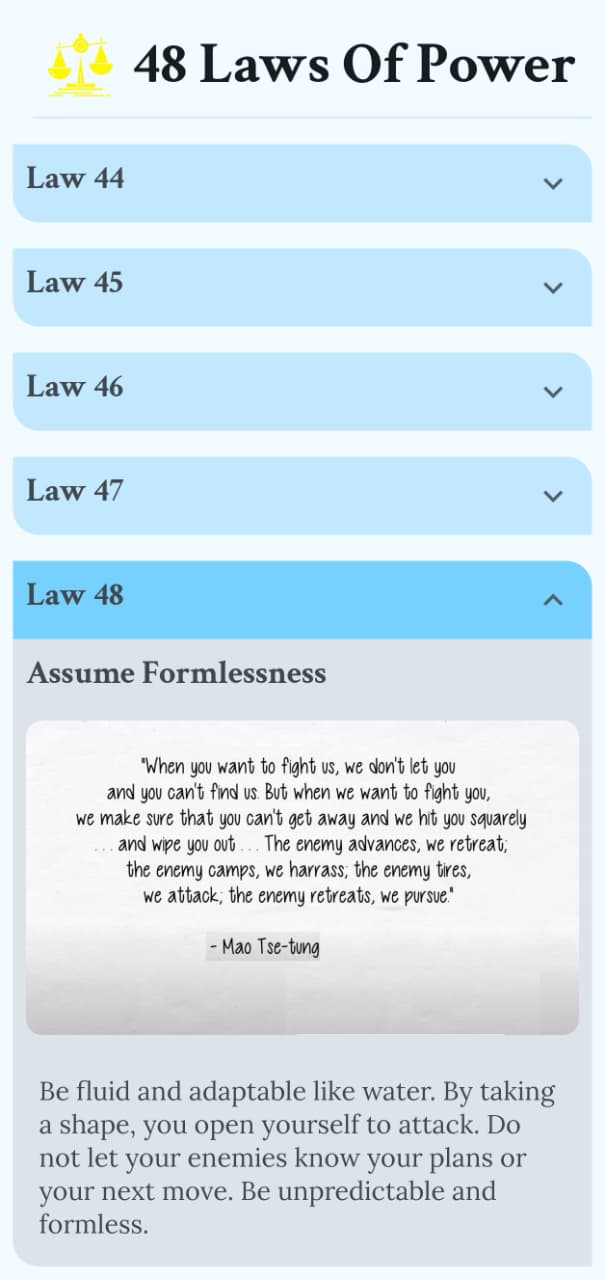 48 Laws Of Power
Law 44
Law 45
Law 46
Law 47
Law 48
Assume Formlessness
"When you want to fight us, we don't let you
and you can't find us. But when we want to fight you,
we make sure that you can't get away and we hit you squarely
. . . and wipe you out . . . The enemy advances, we retreat;
the enemy camps, we harrass; the enemy tires,
we attack; the enemy retreats, we pursue."
- Mao Tse-tung
Be fluid and adaptable like water. By taking
a shape, you open yourself to attack. Do
not let your enemies know your plans or
your next move. Be unpredictable and
formless.